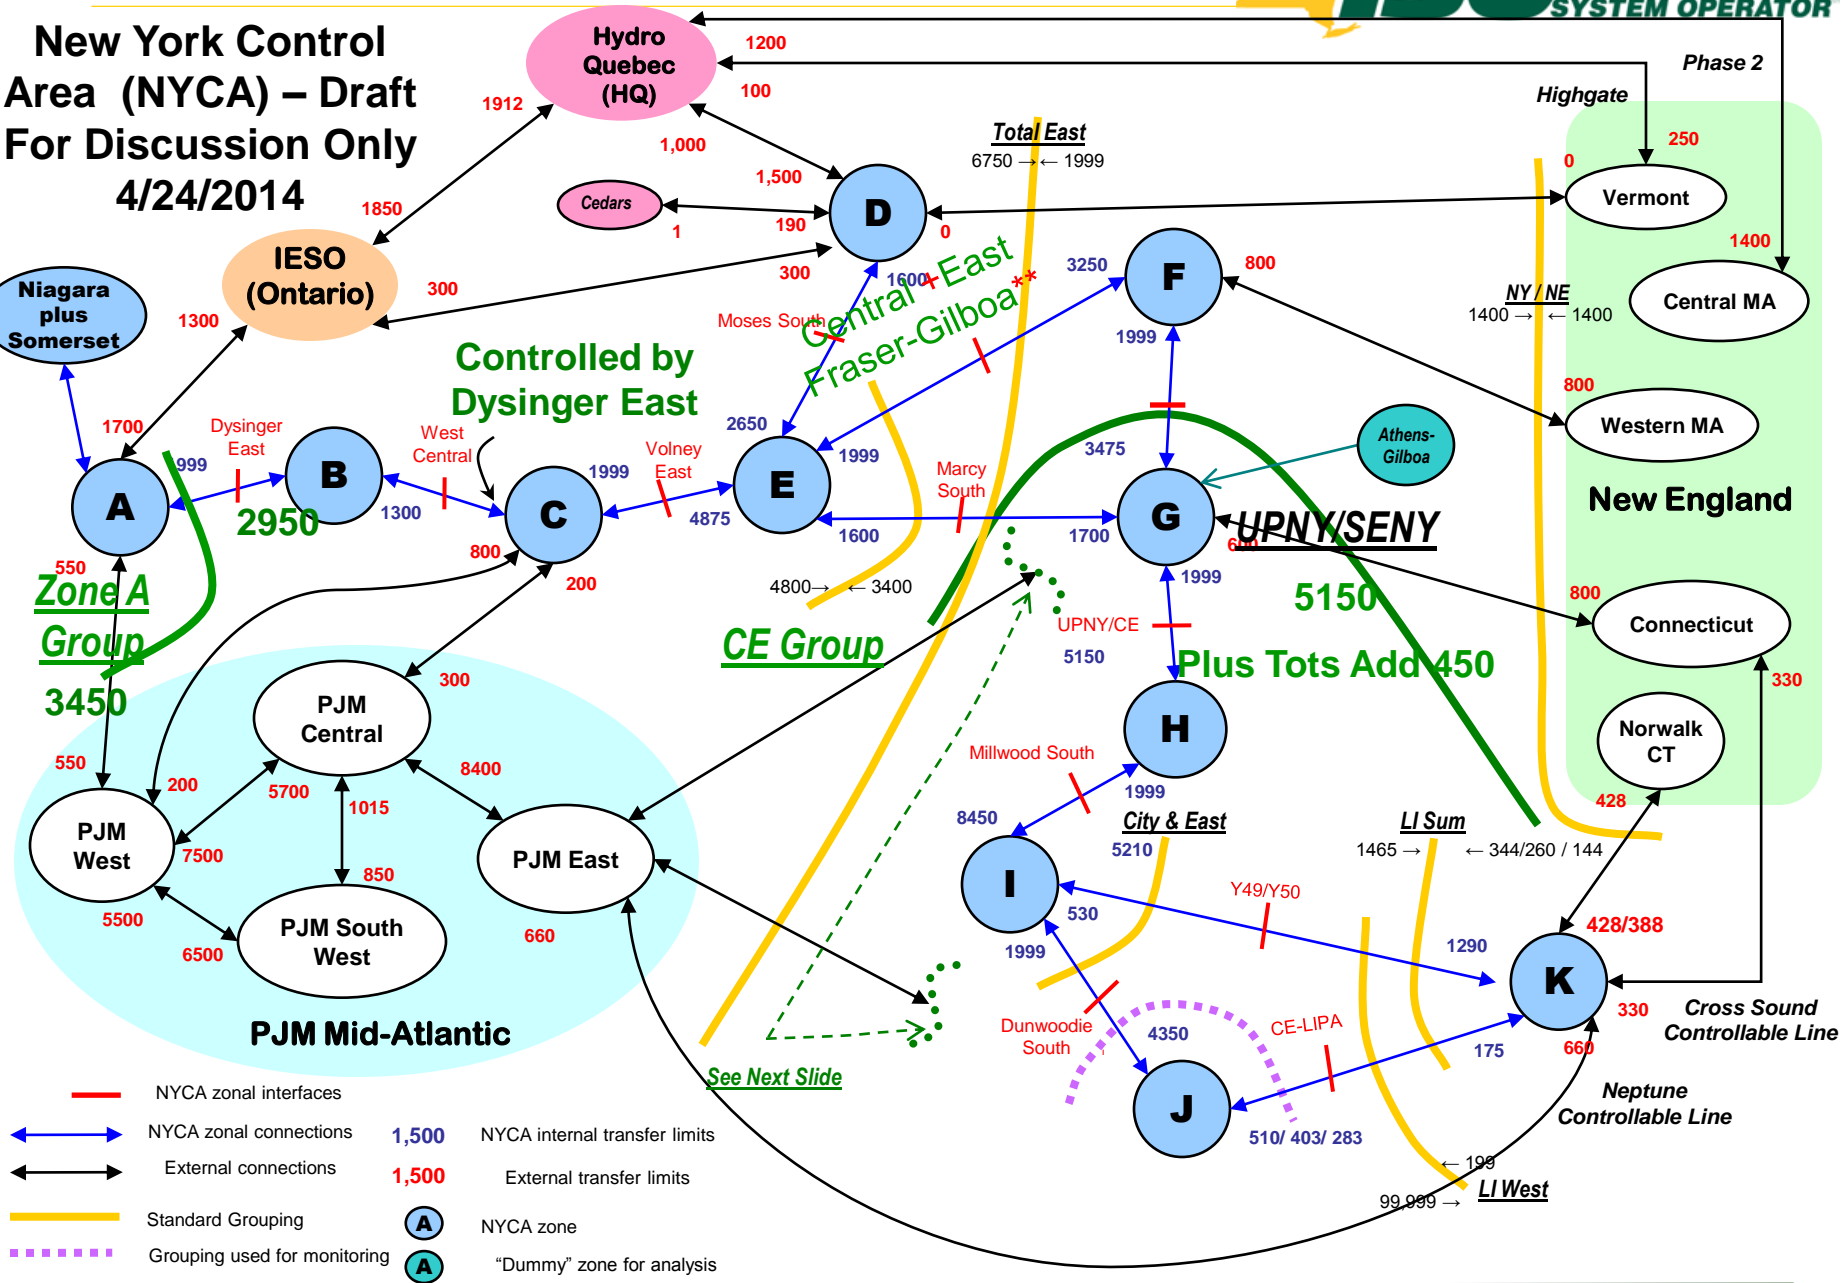 SYSTEM OPERATOR
New York Control
Area (NYCA) – Draft
For Discussion Only
4/24/2014
Hydro
Quebec
(HQ)
1200
100
1912
1,000
1,500
Phase 2
Highgate
250
0
Vermont
Total East
6750 →← 1999
Cedars
1
190
D
0
1850
IESO
(Ontario)
300
300
1300
1600
Niagara
plus
Somerset
Moses South
Central +East
Fraser-Gilboa**
3250
F
800
1999
NY / NE
1400 → ← 1400
1400
Central MA
800
Western MA
New England
Controlled by
Dysinger East
1700
Dysinger
East
West
Central
Volney
East
2650
1999
999
A
B
C
E
1999
2950
1300
4875
1600
Marcy
South
3475
Athens-
Gilboa
G
1700
UPNY/SENY
600
1999
550
800
200
4800→ ← 3400
Zone A
Group
3450
CE Group
UPNY/CE
5150
5150
Plus Tots Add 450
800
Connecticut
330
Norwalk
CT
428
300
PJM
Central
550
200
5700
1015
8400
PJM
West
7500
850
5500
6500
PJM South
West
PJM East
660
PJM Mid-Atlantic
H
Millwood South
1999
8450
City & East
5210
LI Sum
1465 → ← 344/260 / 144
I
530
1999
Y49/Y50
1290
428/388
K
330
660
Cross Sound
Controllable Line
Dunwoodie
South
4350
CE-LIPA
175
J
510/ 403/ 283
Neptune
Controllable Line
← 199
99,999 →
LI West
See Next Slide
NYCA zonal interfaces
NYCA zonal connections
1,500
NYCA internal transfer limits
External connections
1,500
External transfer limits
Standard Grouping
A
NYCA zone
Grouping used for monitoring
A
“Dummy” zone for analysis